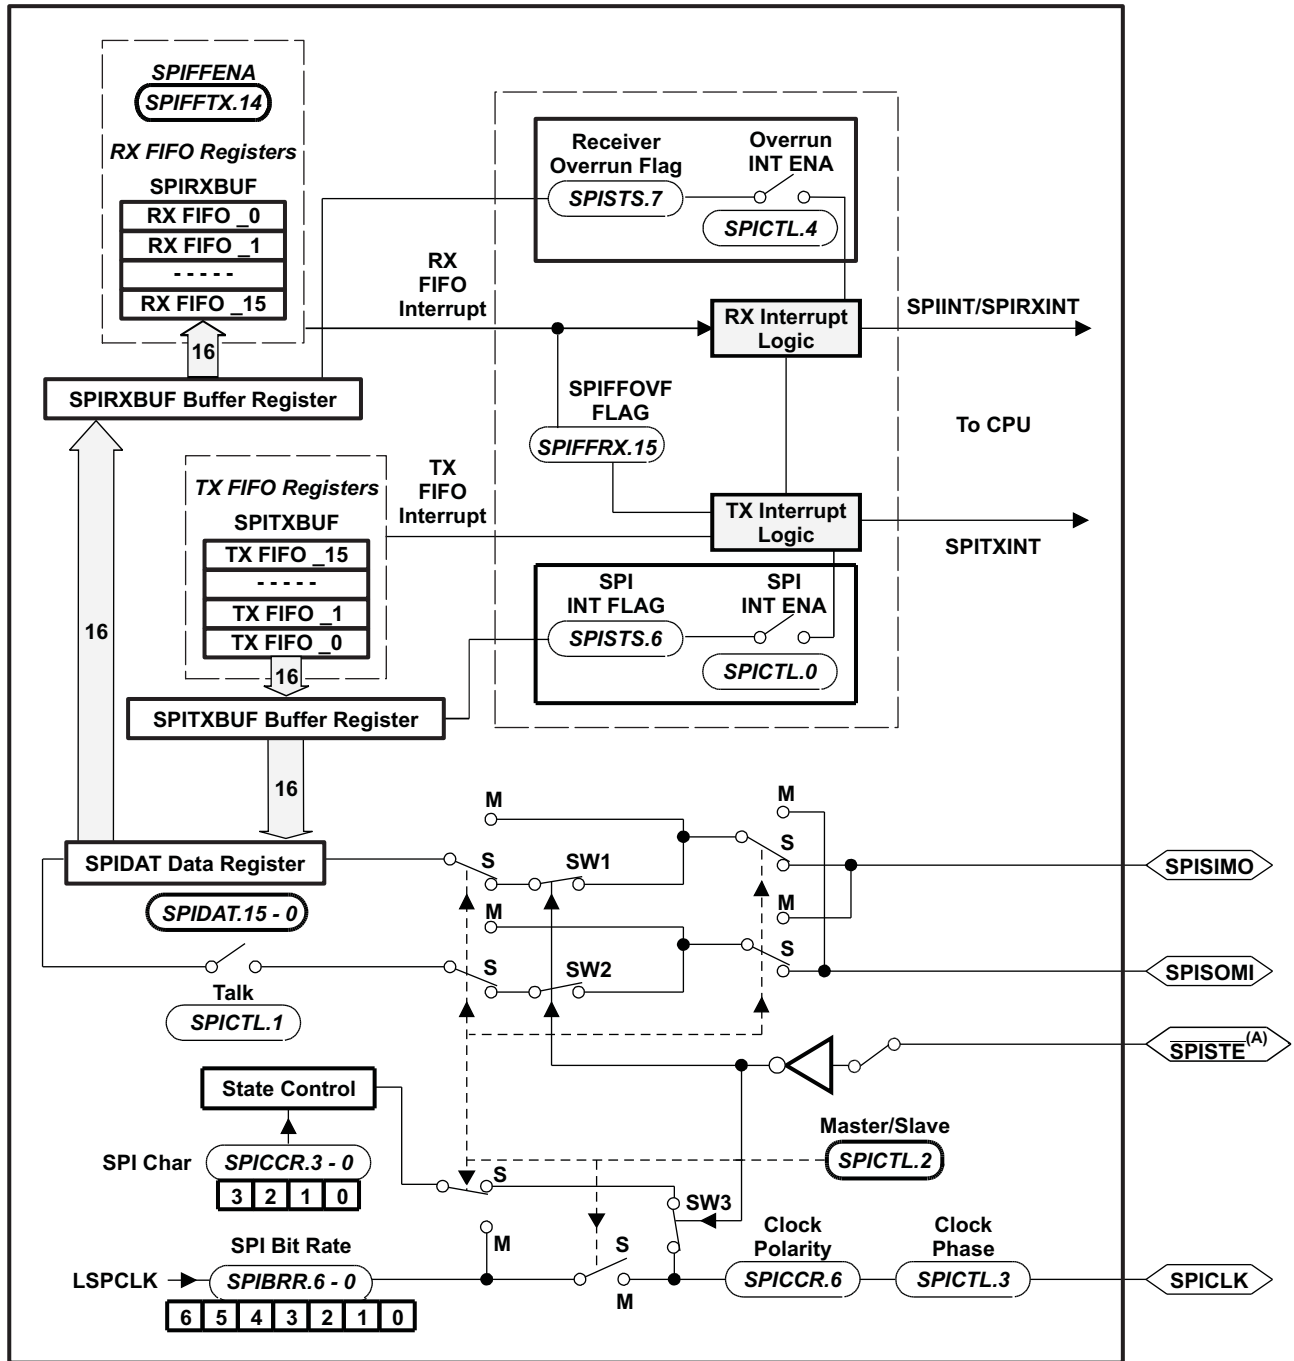 SPIFFENA
SPIFFTX.14
RX FIFO Registers
SPIRXBUF
RX FIFO _0
RX FIFO _1
- - - - -
RX FIFO _15
16
SPIRXBUF Buffer Register
Receiver
Overrun Flag
SPISTS.7
Overrun
INT ENA
SPICTL.4
RX
FIFO
Interrupt
RX Interrupt
Logic
SPIINT/SPIRXINT
SPIFFOVF
FLAG
SPIFFRX.15
To CPU
16
TX FIFO Registers
SPITXBUF
TX FIFO _15
- - - - -
TX FIFO _1
TX FIFO _0
16
TX
FIFO
Interrupt
TX Interrupt
Logic
SPITXINT
SPI
INT FLAG
SPISTS.6
SPI
INT ENA
SPICTL.0
SPITXBUF Buffer Register
16
SPIDAT Data Register
SPIDAT.15 - 0
M
S
SW1
M
S
SPISIMO
M
S
SW2
M
S
SPISOMI
Talk
SPICTL.1
SPISTE(A)
State Control
Master/Slave
SPICTL.2
SPI Char
SPICCR.3 - 0
3 2 1 0
S
M
SW3
SPI Bit Rate
LSPCLK
SPIBRR.6 - 0
6 5 4 3 2 1 0
S
M
Clock
Polarity
SPICCR.6
Clock
Phase
SPICTL.3
SPICLK